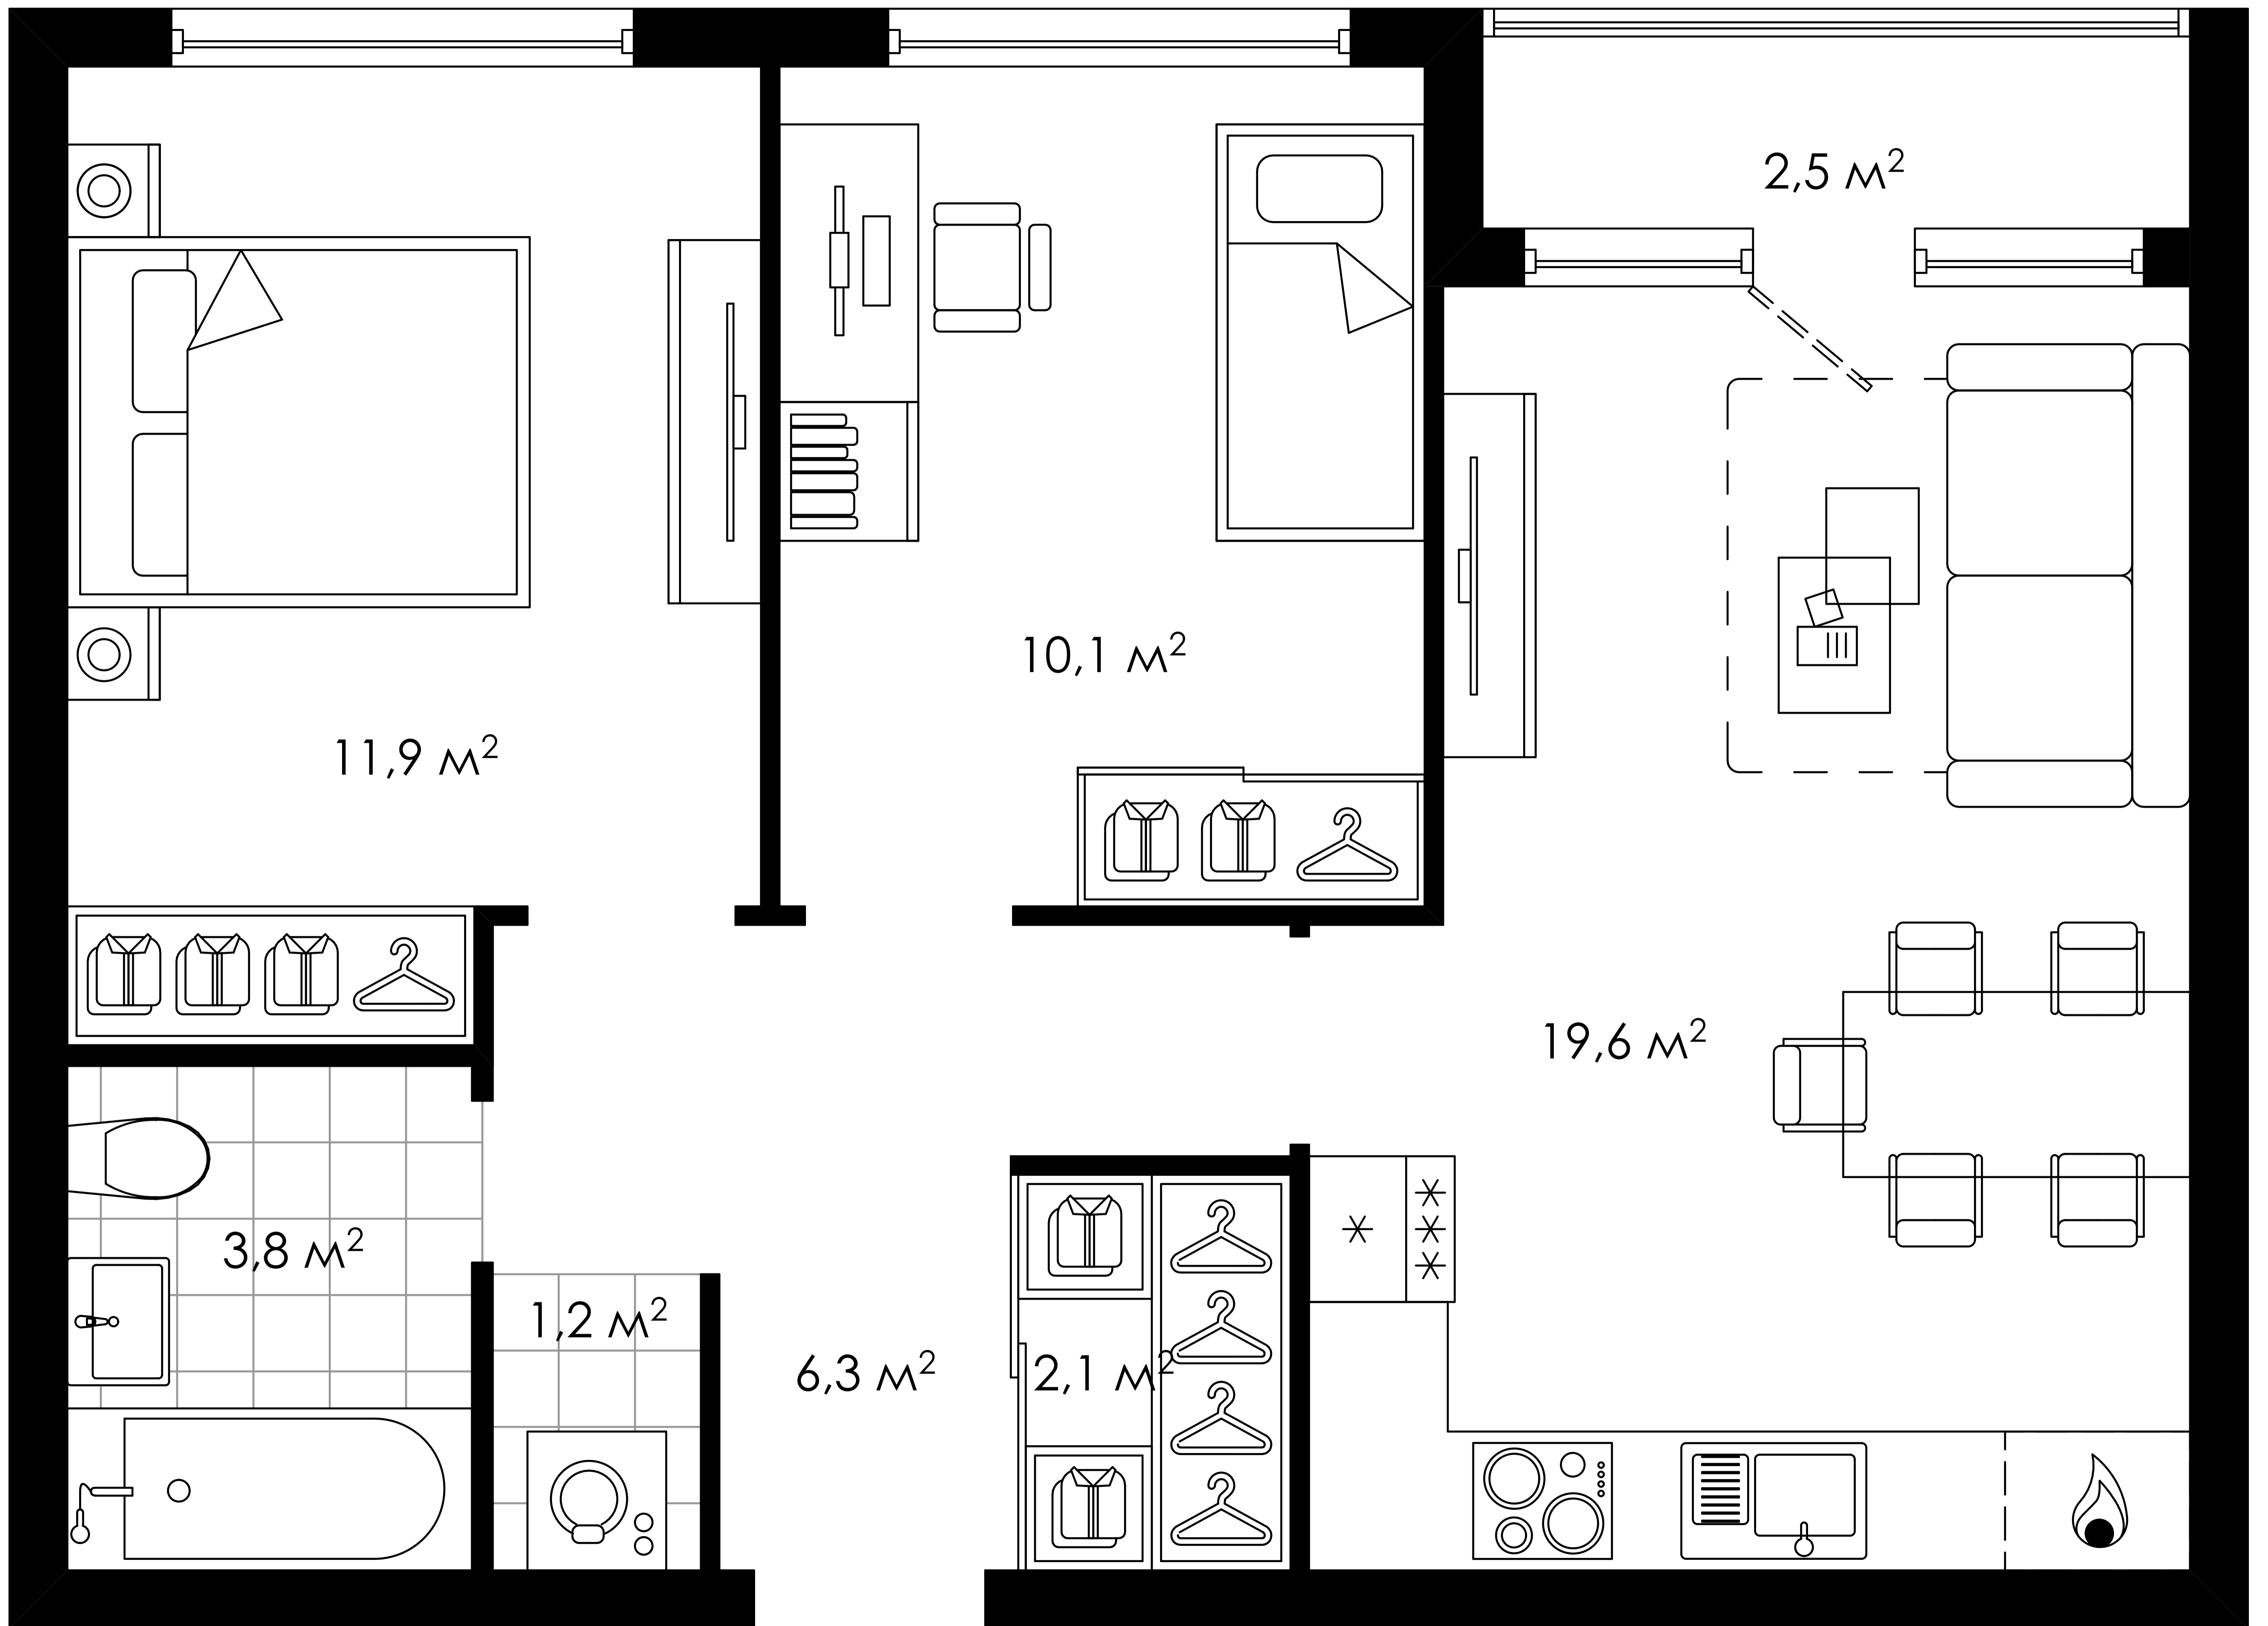 2,5 м²
10,1 м²
11,9 м²
19,6 м²
3,8 м²
1,2 м²
6,3 м²
2,1 м²